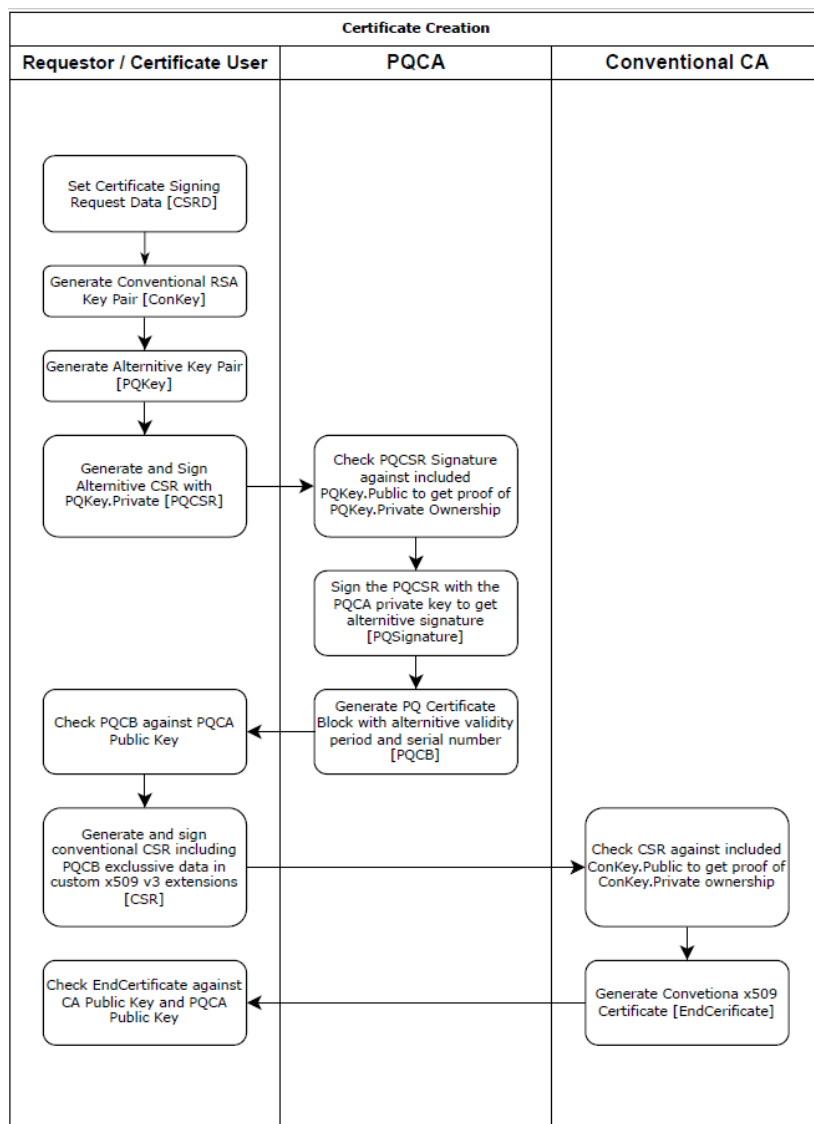 Certificate Creation
Requestor / Certificate User
PQCA
Conventional CA
Set Certificate Signing
Request Data [CSRD]
Generate Conventional RSA
Key Pair [ConKey]
Generate Alternitive Key Pair
[PQKey]
Generate and Sign
Alternitive CSR with
PQKey.Private [PQCSR]
Check PQCSR Signature
against included
PQKey.Public to get proof of
PQKey.Private Ownership
Sign the PQCSR with the
PQCA private key to get
alternitive signature
[PQSignature]
Generate PQ Certificate
Block with alternitive validity
period and serial number
[PQCB]
Check PQCB against PQCA
Public Key
Generate and sign
conventional CSR including
PQCB exclussive data in
custom x509 v3 extensions
[CSR]
Check CSR against included
ConKey.Public to get proof of
ConKey.Private ownership
Generate Convetiona x509
Certificate [EndCerificate]
Check EndCertificate against
CA Public Key and PQCA
Public Key